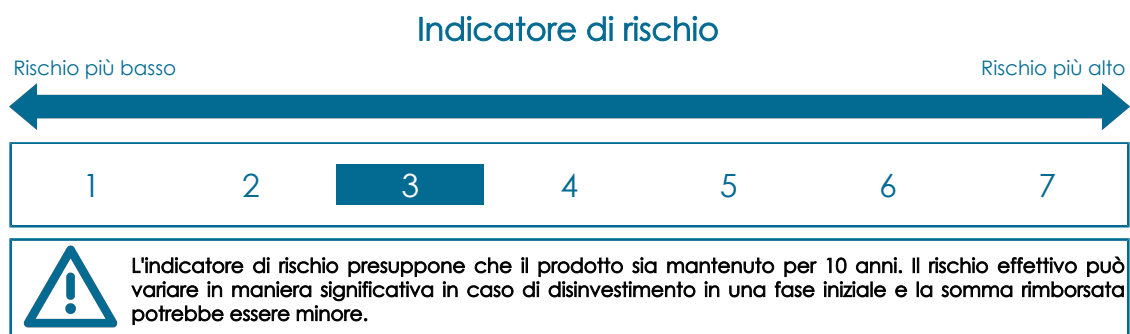 Indicatore di rischio
Rischio più basso
Rischio più alto
1 2 3 4 5 6 7
L'indicatore di rischio presuppone che il prodotto sia mantenuto per 10 anni. Il rischio effettivo può
variare in maniera significativa in caso di disinvestimento in una fase iniziale e la somma rimborsata
potrebbe essere minore.